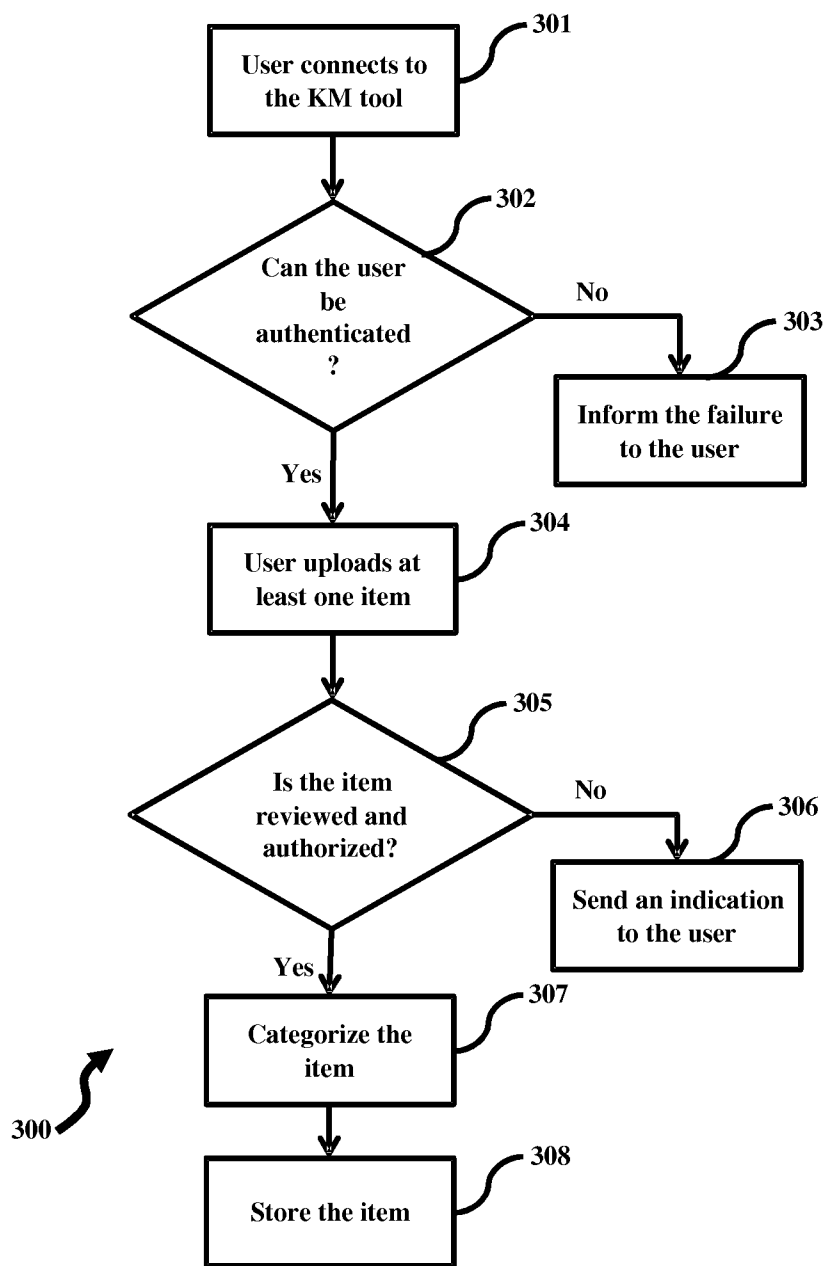 301
User connects to
the KM tool
302
Can the user
be
authenticated
?
No
303
Inform the failure
to the user
Yes
304
User uploads at
least one item
305
Is the item
reviewed and
authorized?
No
306
Send an indication
to the user
Yes
307
Categorize the
item
300
308
Store the item